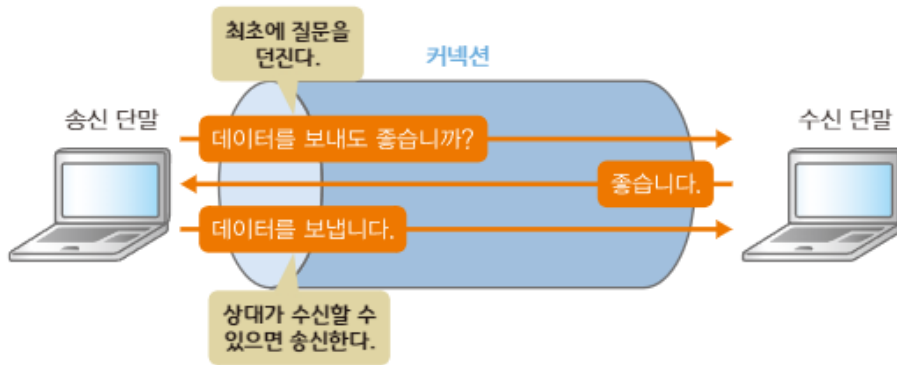 최초에 질문을
던진다.
커넥션
송신 단말
수신 단말
데이터를 보내도 좋습니까?
좋습니다.
데이터를 보냅니다.
상대가 수신할 수
있으면 송신한다.